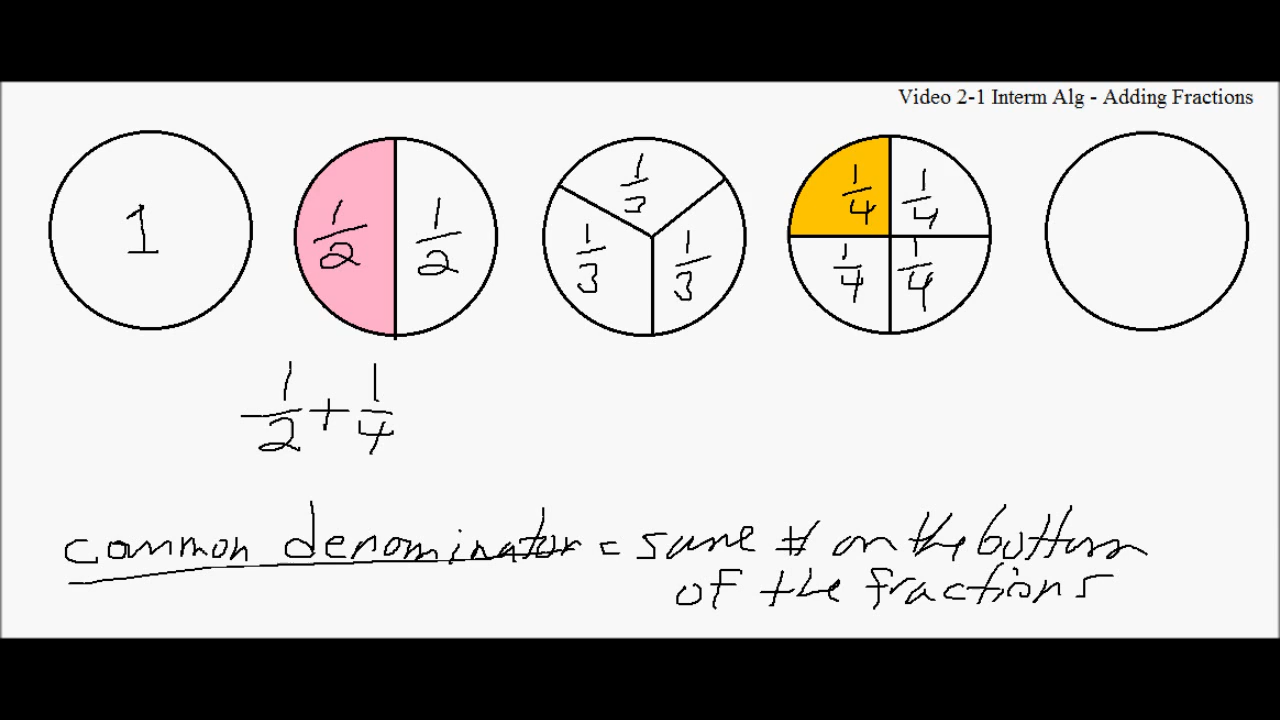 Video 2-1 Interm Alg - Adding Fractions
1
1/2 1/2
1/3
1/3 1/3
1/4 1/4
1/4 1/4
1/2 + 1/4
common denominator = same # on the bottom
of the fractions